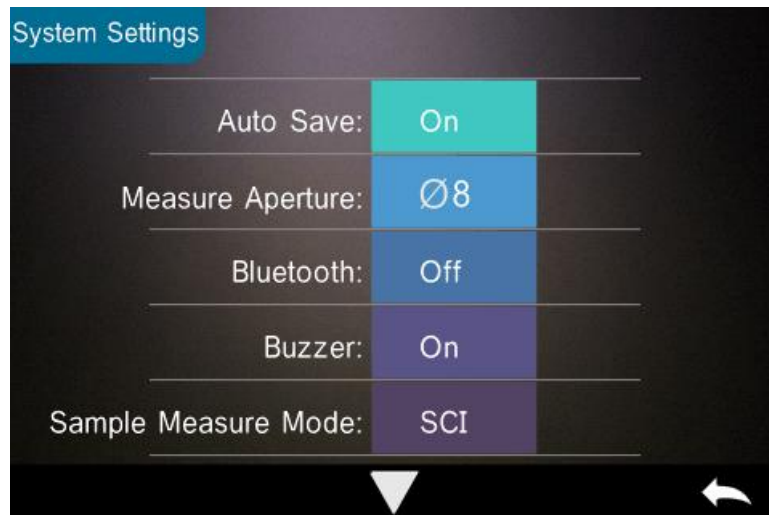 System Settings
Auto Save: On
Measure Aperture: Ø8
Bluetooth: Off
Buzzer: On
Sample Measure Mode: SCI